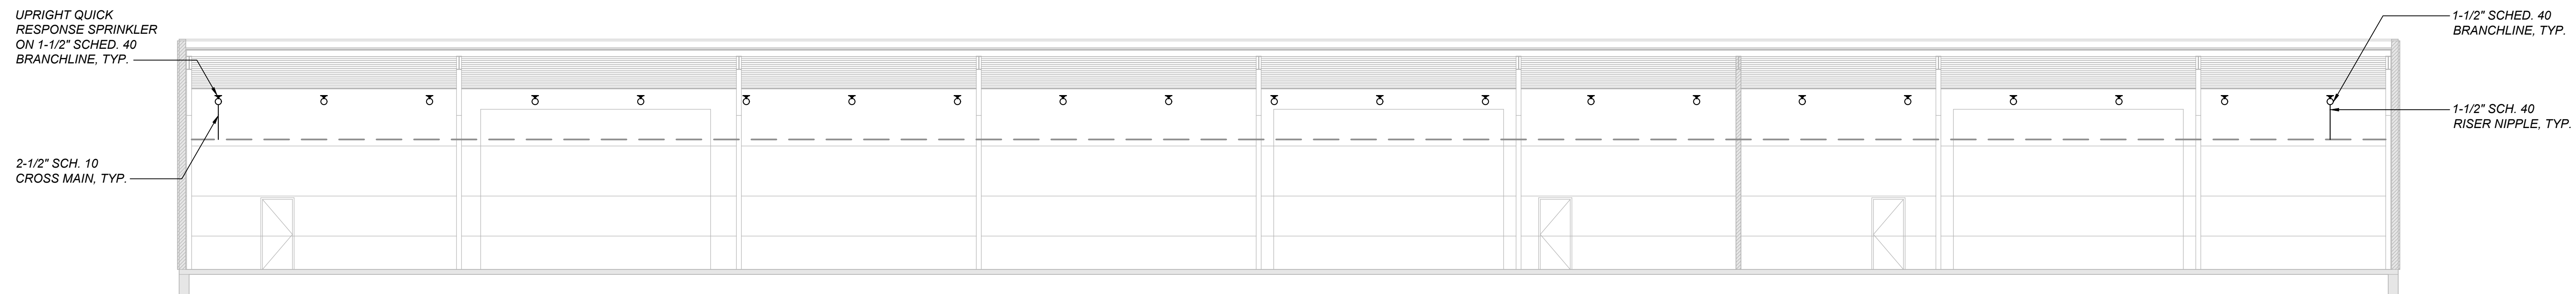 UPRIGHT QUICK
RESPONSE SPRINKLER
ON 1-1/2" SCHED. 40
BRANCHLINE, TYP.
2-1/2" SCH. 10
CROSS MAIN, TYP.
1-1/2" SCHED. 40
BRANCHLINE, TYP.
1-1/2" SCH. 40
RISER NIPPLE, TYP.